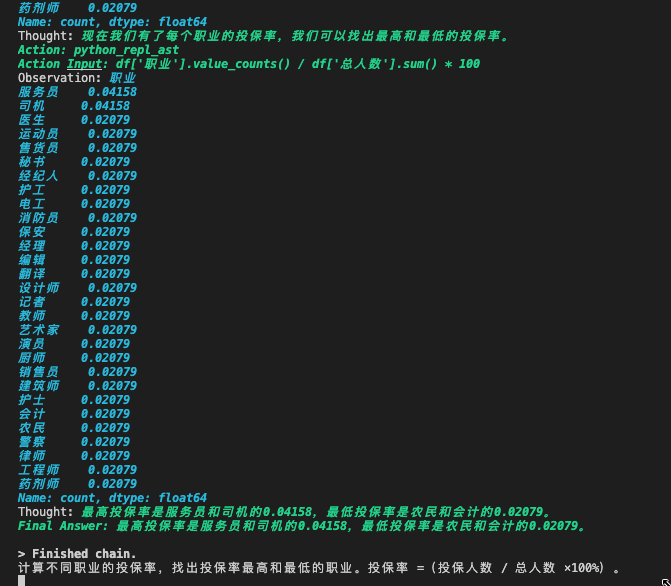 药剂师    0.02079
Name: count, dtype: float64
Thought: 现在我们有了每个职业的投保率，我们可以找出最高和最低的投保率。
Action: python_repl_ast
Action Input: df['职业'].value_counts() / df['总人数'].sum() * 100
Observation: 职业
服务员    0.04158
司机     0.04158
医生     0.02079
运动员    0.02079
售货员    0.02079
秘书     0.02079
经纪人    0.02079
护工     0.02079
电工     0.02079
消防员    0.02079
保安     0.02079
经理     0.02079
编辑     0.02079
翻译     0.02079
设计师    0.02079
记者     0.02079
教师     0.02079
艺术家    0.02079
演员     0.02079
厨师     0.02079
销售员    0.02079
建筑师    0.02079
护士     0.02079
会计     0.02079
农民     0.02079
警察     0.02079
律师     0.02079
工程师    0.02079
药剂师    0.02079
Name: count, dtype: float64
Thought: 最高投保率是服务员和司机的0.04158，最低投保率是农民和会计的0.02079。
Final Answer: 最高投保率是服务员和司机的0.04158，最低投保率是农民和会计的0.02079。
> Finished chain.
计算不同职业的投保率，找出投保率最高和最低的职业。投保率 = (投保人数 / 总人数 ×100%) 。